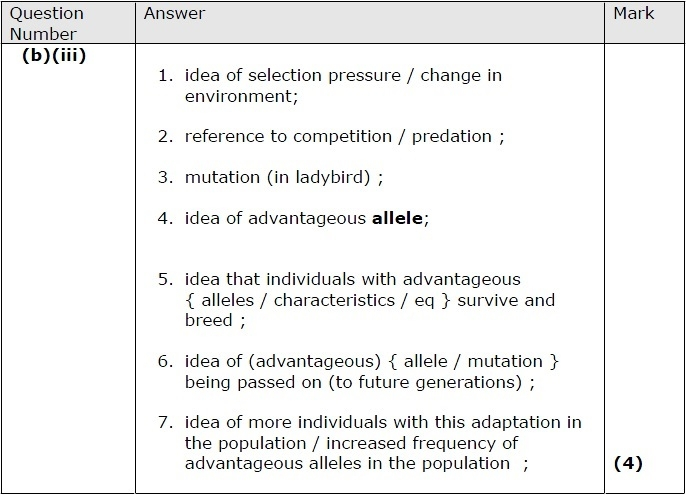 Question Number
Answer
Mark
(b)(iii)
1. idea of selection pressure / change in
environment;
2. reference to competition / predation ;
3. mutation (in ladybird) ;
4. idea of advantageous allele;
5. idea that individuals with advantageous
{ alleles / characteristics / eq } survive and
breed ;
6. idea of (advantageous) { allele / mutation }
being passed on (to future generations) ;
7. idea of more individuals with this adaptation in
the population / increased frequency of
advantageous alleles in the population ;
(4)